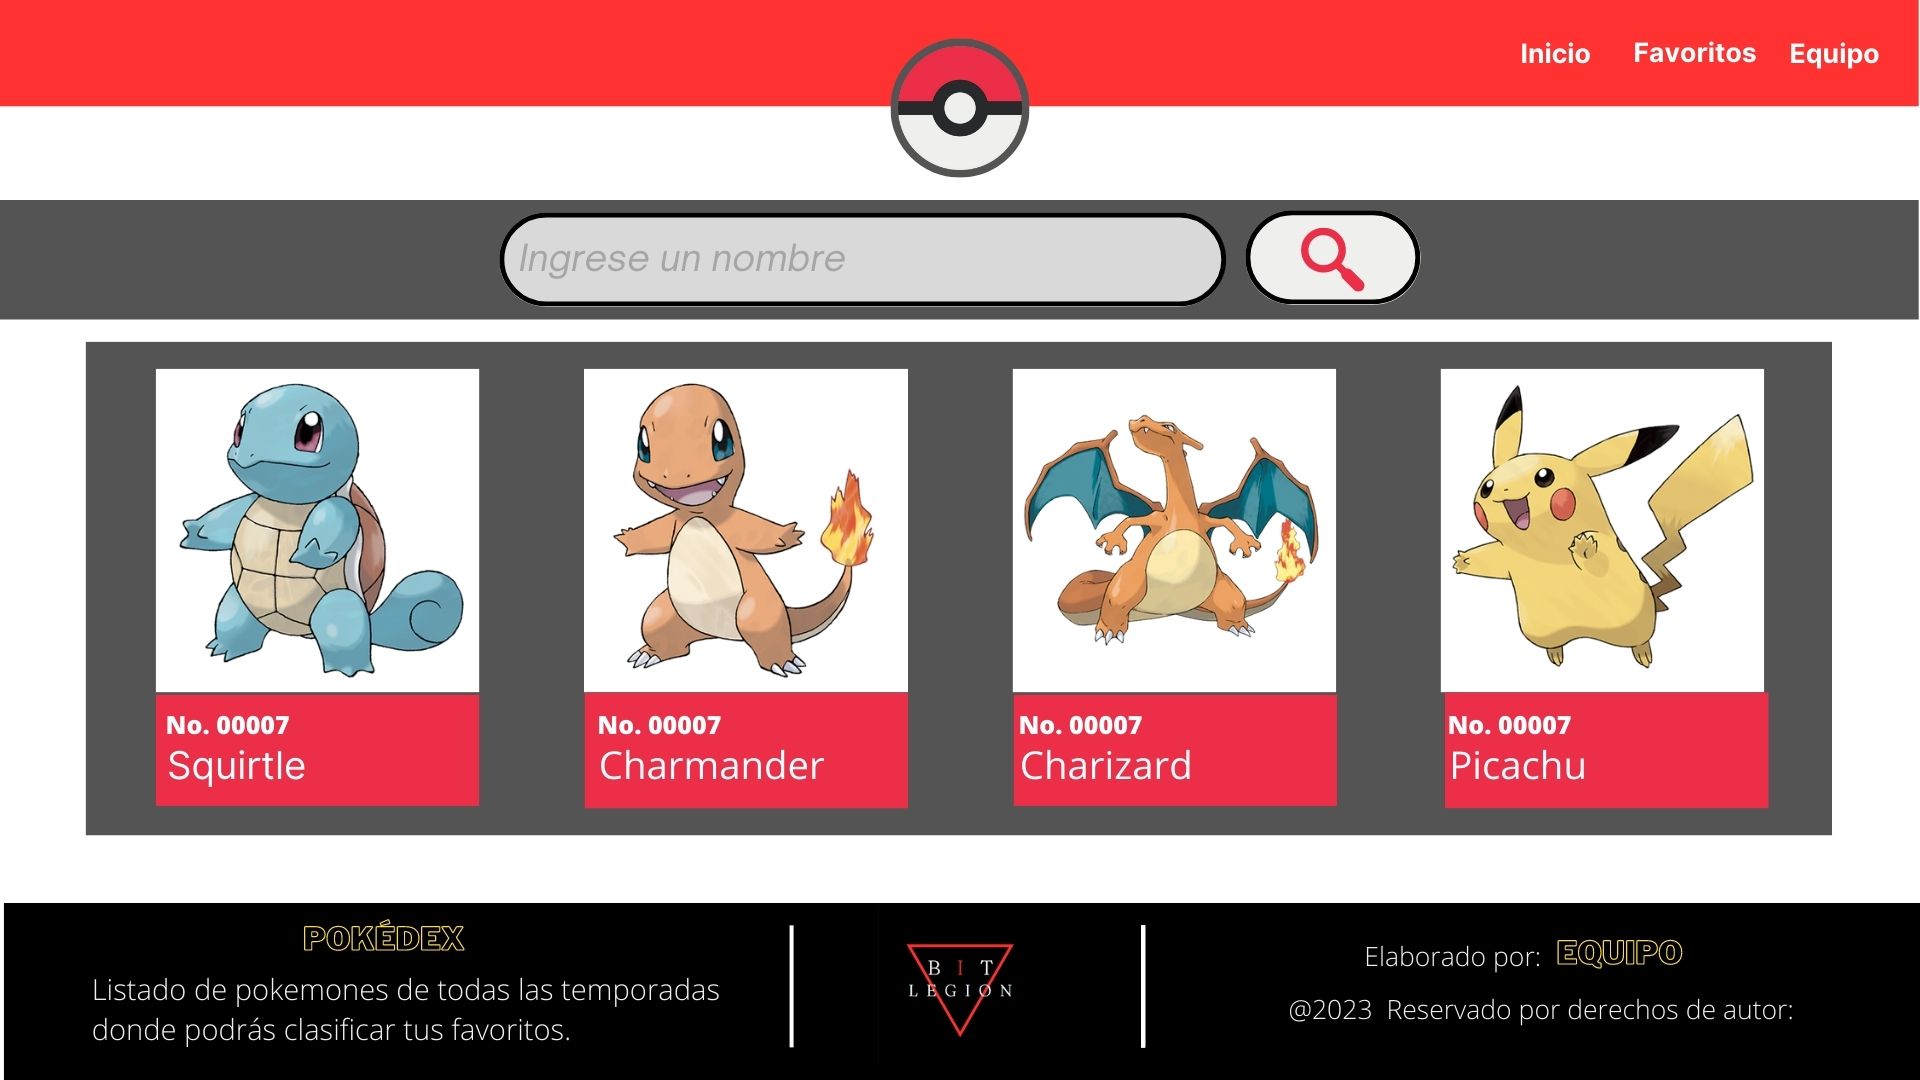 Inicio Favoritos Equipo
Ingrese un nombre
No. 00007
Squirtle
No. 00007
Charmander
No. 00007
Charizard
No. 00007
Picachu
POKÉDEX
Listado de pokemones de todas las temporadas
donde podrás clasificar tus favoritos.
BIT
LEGION
Elaborado por: EQUIPO
@2023 Reservado por derechos de autor: